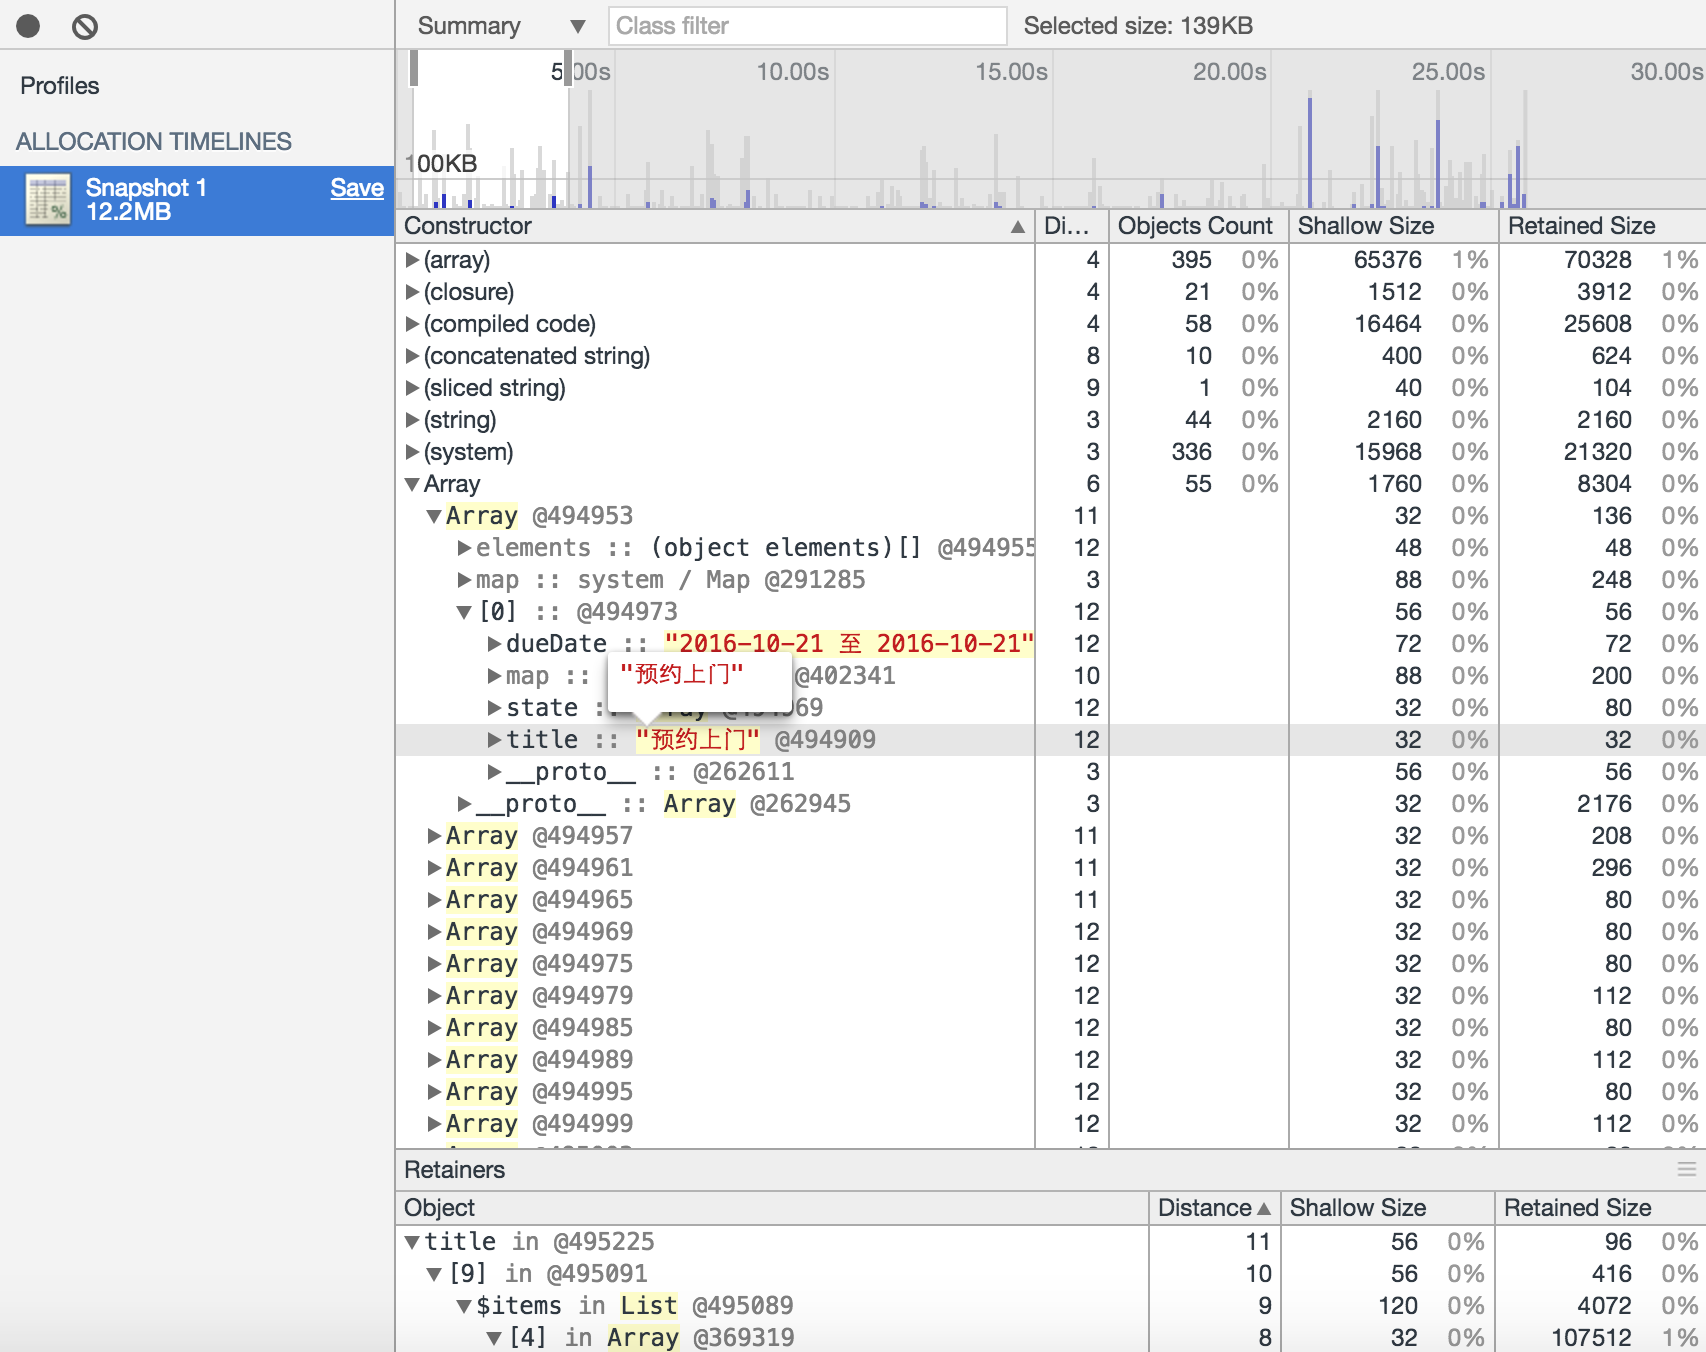 Summary ▼ Class filter Selected size: 139KB
Profiles
ALLOCATION TIMELINES
Snapshot 1 Save
12.2MB
5.00s 10.00s 15.00s 20.00s 25.00s 30.00s
100KB
Constructor ▲ Di… Objects Count Shallow Size Retained Size
▶(array) 4 395 0% 65376 1% 70328 1%
▶(closure) 4 21 0% 1512 0% 3912 0%
▶(compiled code) 4 58 0% 16464 0% 25608 0%
▶(concatenated string) 8 10 0% 400 0% 624 0%
▶(sliced string) 9 1 0% 40 0% 104 0%
▶(string) 3 44 0% 2160 0% 2160 0%
▶(system) 3 336 0% 15968 0% 21320 0%
▼Array 6 55 0% 1760 0% 8304 0%
▼Array @494953 11 32 0% 136 0%
▶elements :: (object elements)[] @494955 12 48 0% 48 0%
▶map :: system / Map @291285 3 88 0% 248 0%
▼[0] :: @494973 12 56 0% 56 0%
▶dueDate :: "2016-10-21 至 2016-10-21" 12 72 0% 72 0%
"预约上门"
▶map :: @402341 10 88 0% 200 0%
▶state :: 12 32 0% 80 0%
▶title :: "预约上门" @494909 12 32 0% 32 0%
▶__proto__ :: @262611 3 56 0% 56 0%
▶__proto__ :: Array @262945 3 32 0% 2176 0%
▶Array @494957 11 32 0% 208 0%
▶Array @494961 11 32 0% 296 0%
▶Array @494965 11 32 0% 80 0%
▶Array @494969 12 32 0% 80 0%
▶Array @494975 12 32 0% 80 0%
▶Array @494979 12 32 0% 112 0%
▶Array @494985 12 32 0% 80 0%
▶Array @494989 12 32 0% 112 0%
▶Array @494995 12 32 0% 80 0%
▶Array @494999 12 32 0% 112 0%
Retainers
Object Distance▲ Shallow Size Retained Size
▼title in @495225 11 56 0% 96 0%
▼[9] in @495091 10 56 0% 416 0%
▼$items in List @495089 9 120 0% 4072 0%
▼[4] in Array @369319 8 32 0% 107512 1%